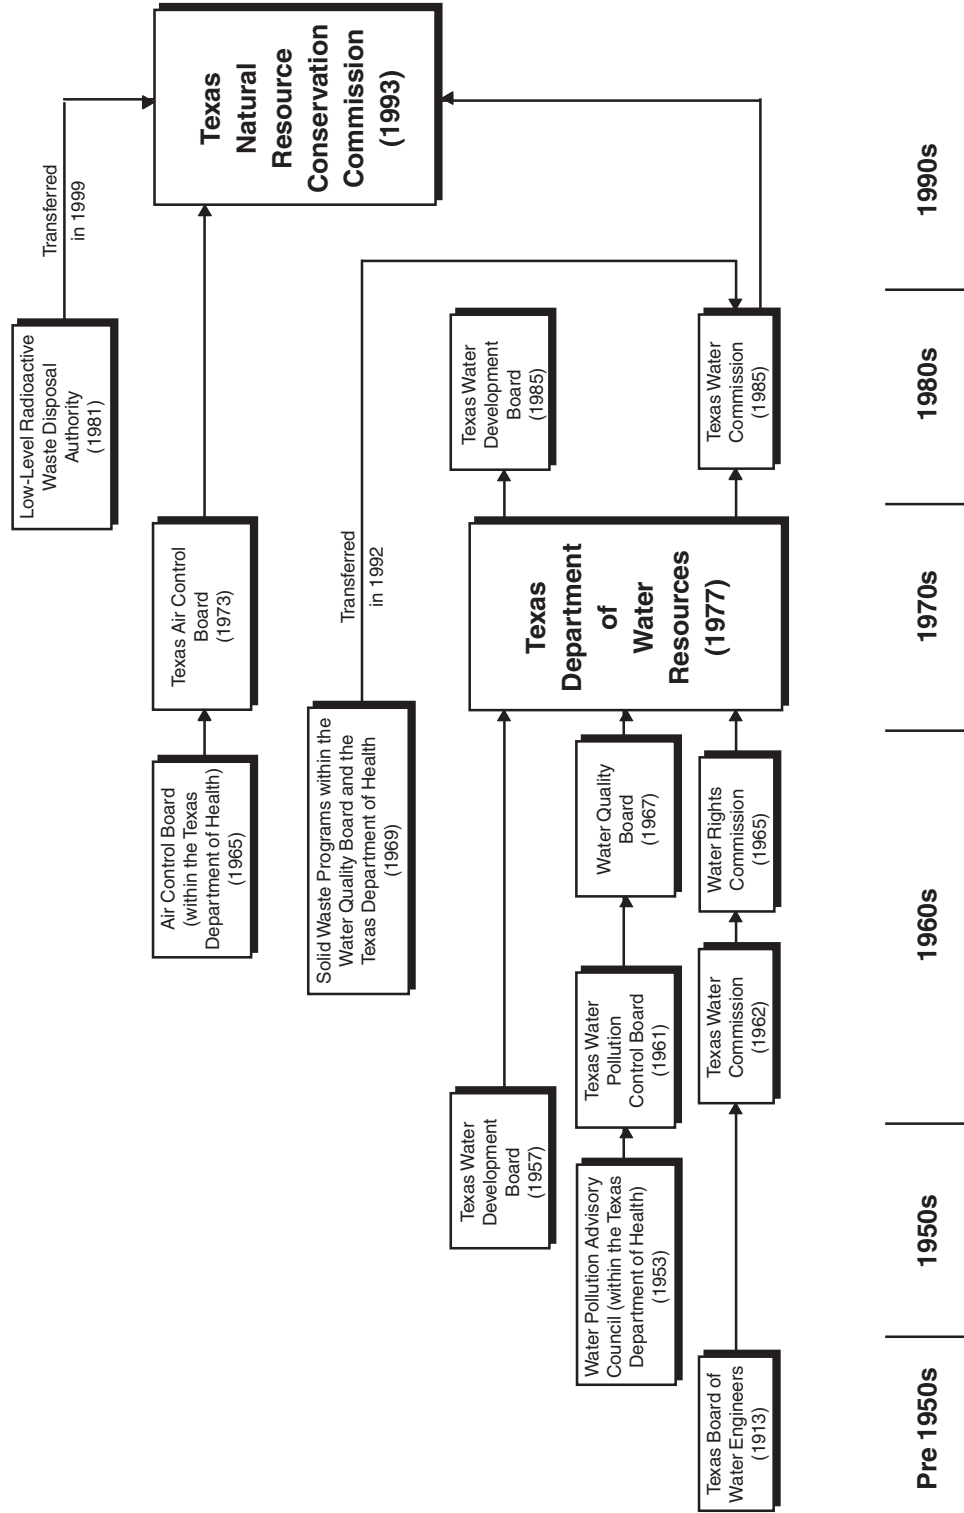 Low-Level Radioactive
Waste Disposal
Authority
(1981)
Transferred
in 1999
Texas
Natural
Resource
Conservation
Commission
(1993)
Air Control Board
(within the Texas
Department of Health)
(1965)
Texas Air Control
Board
(1973)
Solid Waste Programs within the
Water Quality Board and the
Texas Department of Health
(1969)
Transferred
in 1992
Texas Water
Development
Board
(1957)
Texas
Department
of
Water
Resources
(1977)
Texas Water
Development
Board
(1985)
Water Pollution Advisory
Council (within the Texas
Department of Health)
(1953)
Texas Water
Pollution
Control Board
(1961)
Water Quality
Board
(1967)
Texas Board of
Water Engineers
(1913)
Texas Water
Commission
(1962)
Water Rights
Commission
(1965)
Texas Water
Commission
(1985)
Pre 1950s
1950s
1960s
1970s
1980s
1990s